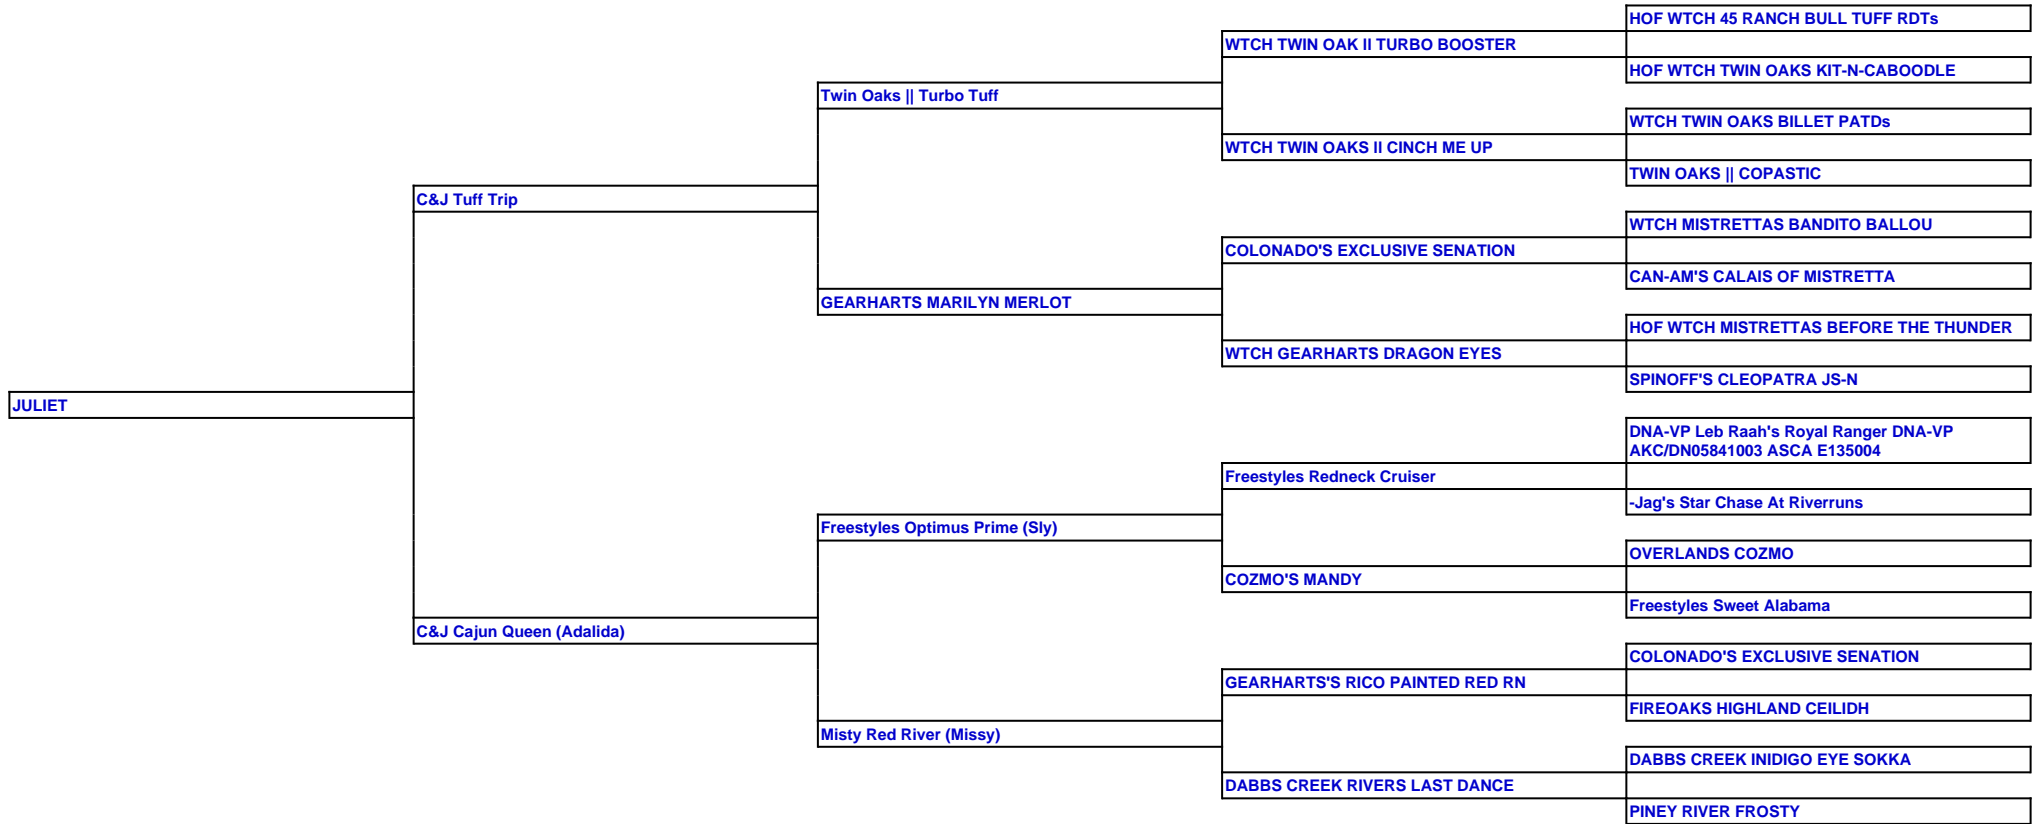 HOF WTCH 45 RANCH BULL TUFF RDTs
WTCH TWIN OAK II TURBO BOOSTER
HOF WTCH TWIN OAKS KIT-N-CABOODLE
Twin Oaks || Turbo Tuff
WTCH TWIN OAKS BILLET PATDs
WTCH TWIN OAKS II CINCH ME UP
TWIN OAKS || COPASTIC
C&J Tuff Trip
WTCH MISTRETTAS BANDITO BALLOU
COLONADO'S EXCLUSIVE SENATION
CAN-AM'S CALAIS OF MISTRETTA
GEARHARTS MARILYN MERLOT
HOF WTCH MISTRETTAS BEFORE THE THUNDER
WTCH GEARHARTS DRAGON EYES
SPINOFF'S CLEOPATRA JS-N
JULIET
DNA-VP Leb Raah's Royal Ranger DNA-VP
AKC/DN05841003 ASCA E135004
Freestyles Redneck Cruiser
-Jag's Star Chase At Riverruns
Freestyles Optimus Prime (Sly)
OVERLANDS COZMO
COZMO'S MANDY
Freestyles Sweet Alabama
C&J Cajun Queen (Adalida)
COLONADO'S EXCLUSIVE SENATION
GEARHARTS'S RICO PAINTED RED RN
FIREOAKS HIGHLAND CEILIDH
Misty Red River (Missy)
DABBS CREEK INIDIGO EYE SOKKA
DABBS CREEK RIVERS LAST DANCE
PINEY RIVER FROSTY